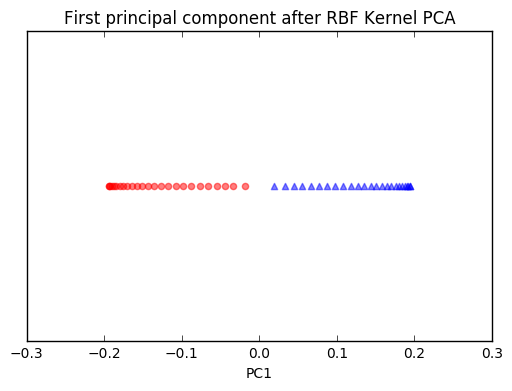 First principal component after RBF Kernel PCA
−0.3 −0.2 −0.1 0.0 0.1 0.2 0.3
PC1